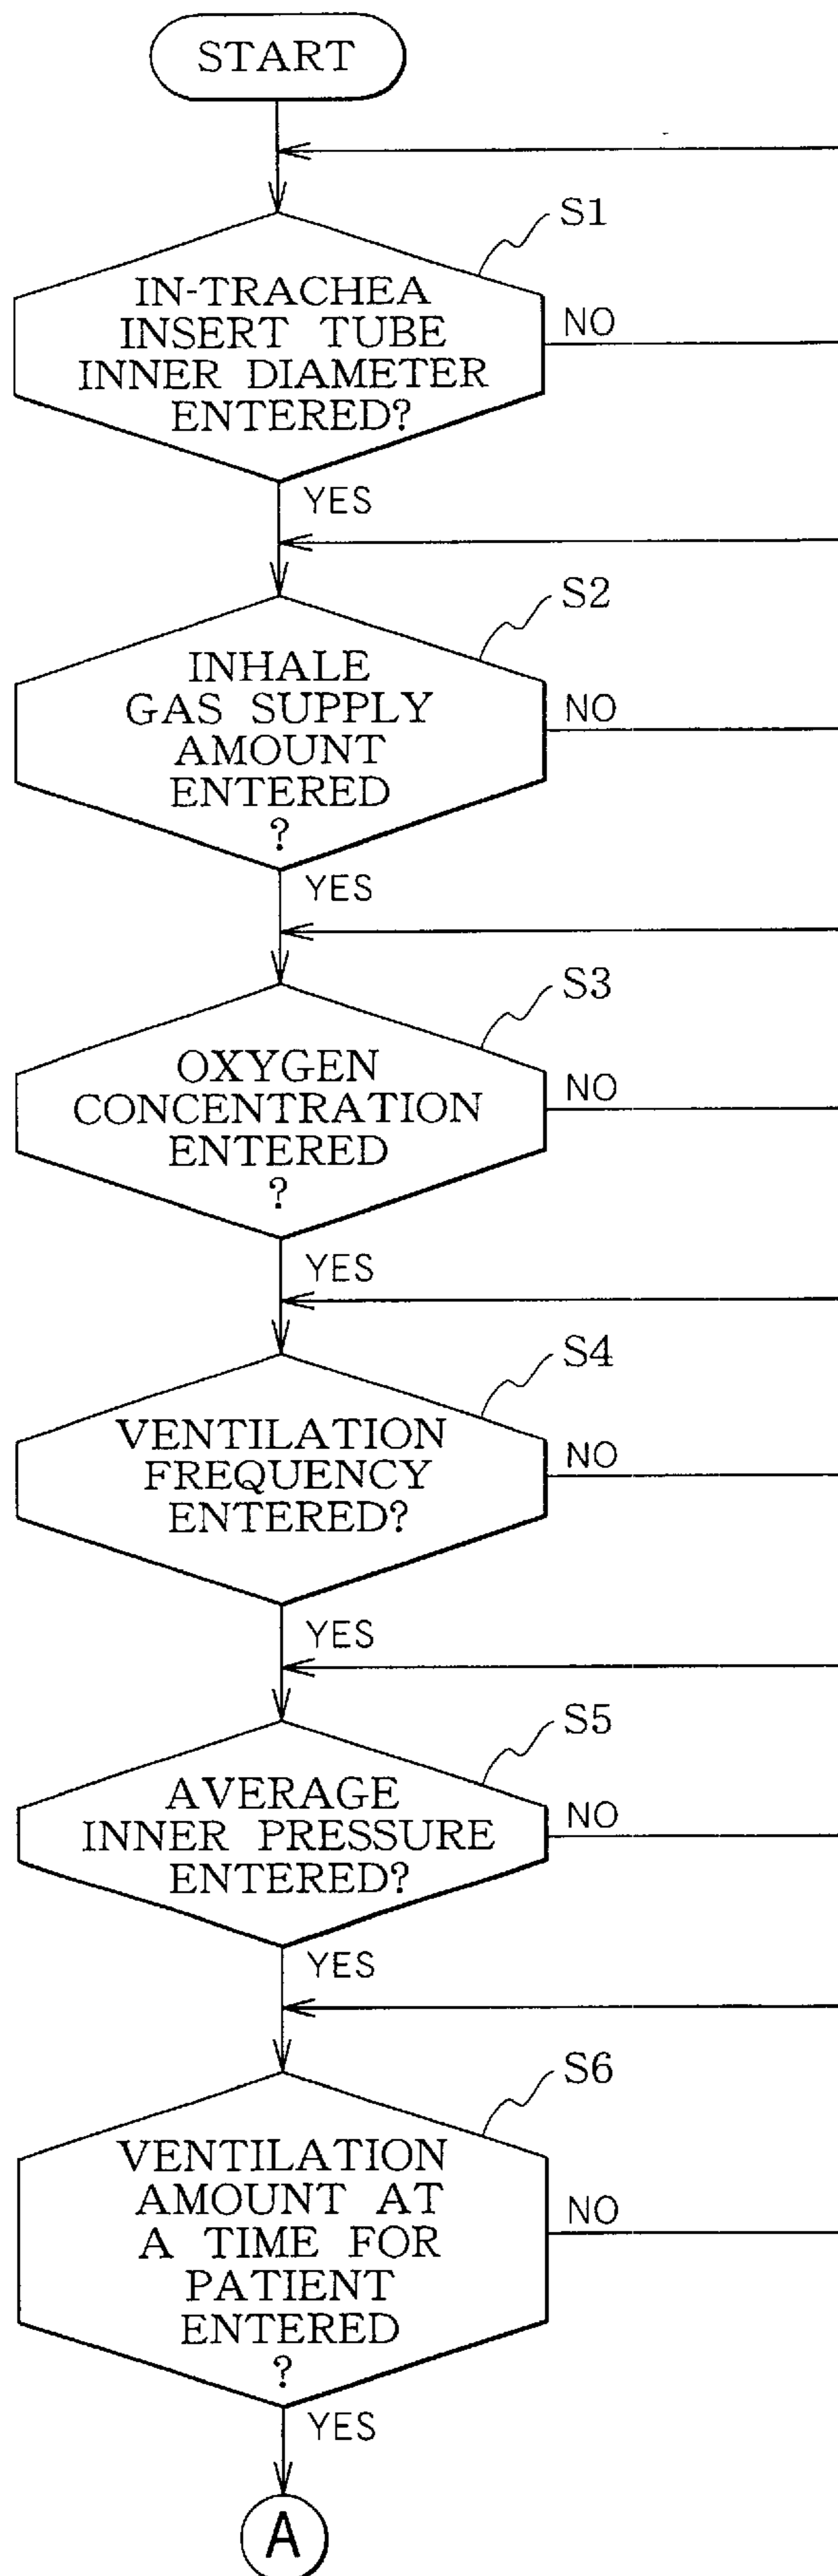 START
S1
IN-TRACHEA
INSERT TUBE
INNER DIAMETER
ENTERED?
NO
YES
S2
INHALE
GAS SUPPLY
AMOUNT
ENTERED
?
NO
YES
S3
OXYGEN
CONCENTRATION
ENTERED
?
NO
YES
S4
VENTILATION
FREQUENCY
ENTERED?
NO
YES
S5
AVERAGE
INNER PRESSURE
ENTERED?
NO
YES
S6
VENTILATION
AMOUNT AT
A TIME FOR
PATIENT
ENTERED
?
NO
YES
A